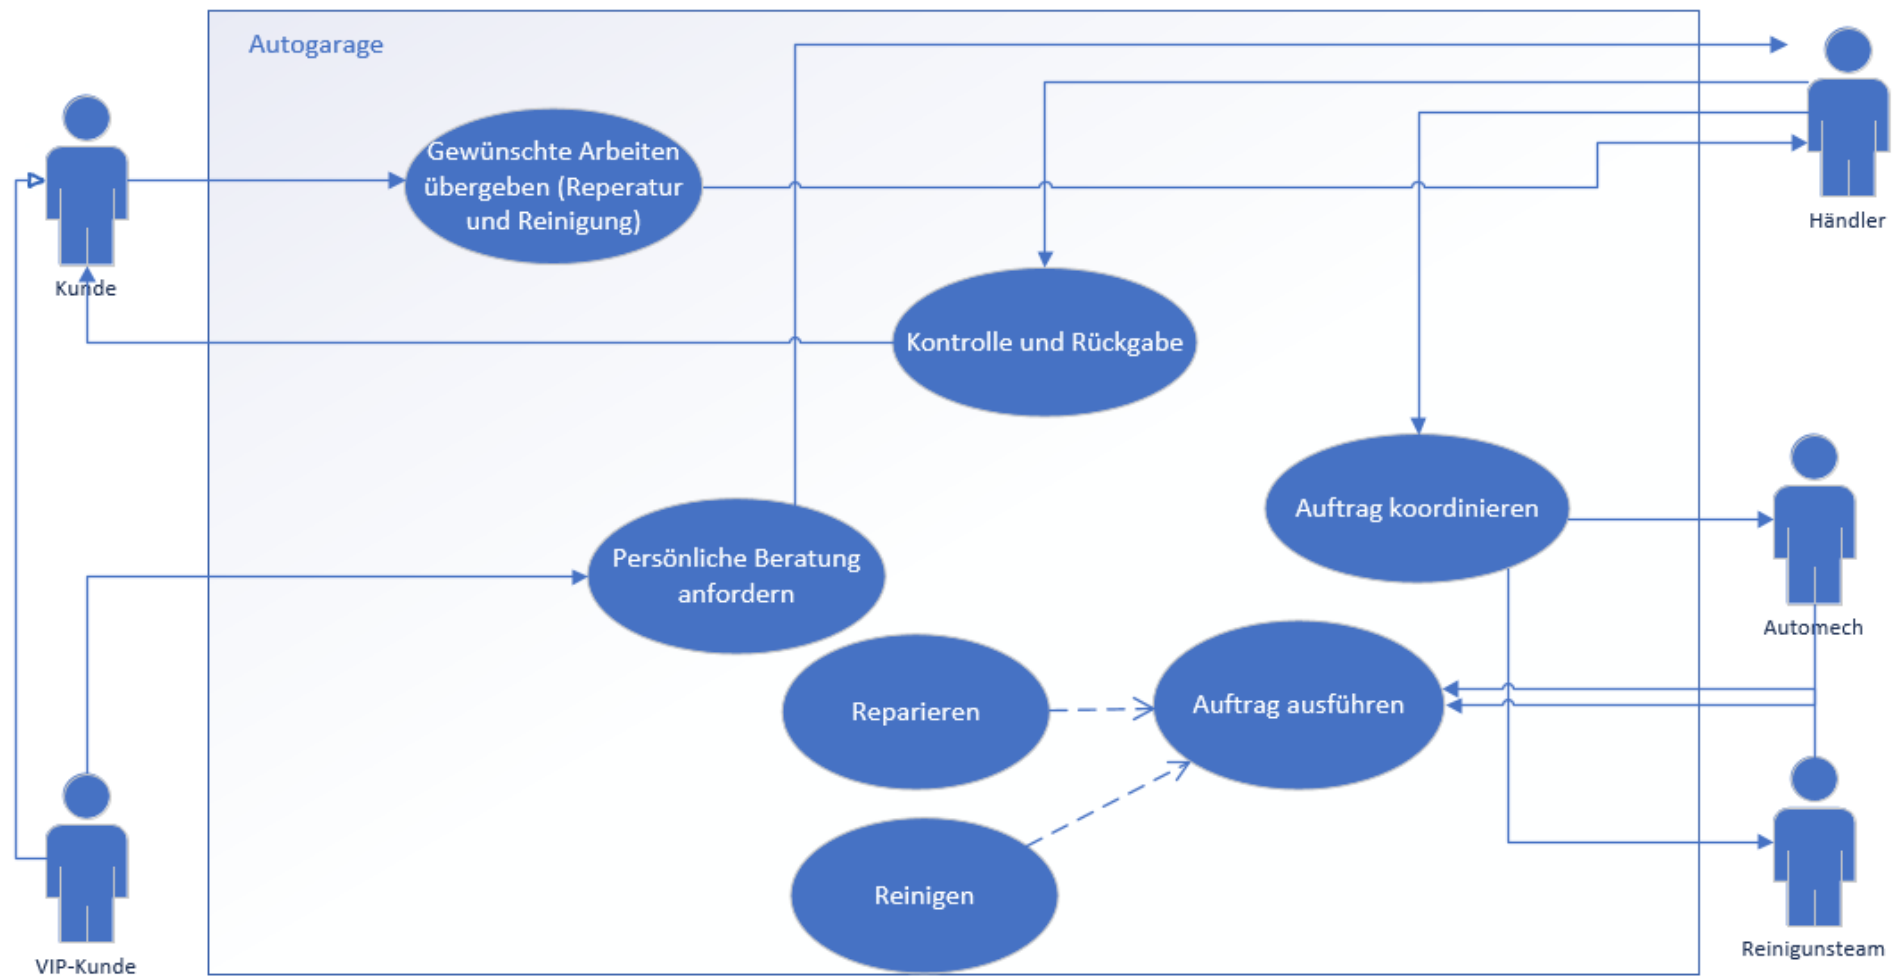 Autogarage
Gewünschte Arbeiten
übergeben (Reperatur
und Reinigung)
Händler
Kunde
Kontrolle und Rückgabe
Auftrag koordinieren
Persönliche Beratung
anfordern
Automech
Reparieren
Auftrag ausführen
Reinigen
Reinigunsteam
VIP-Kunde